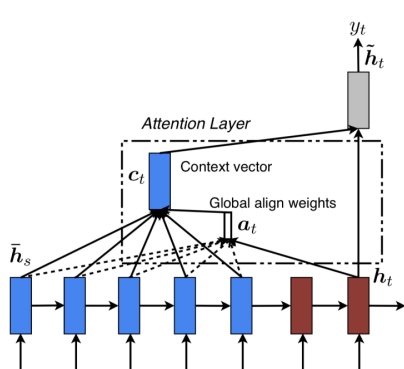 y_t
h̃_t
Attention Layer
c_t
Context vector
Global align weights
a_t
h̄_s
h_t